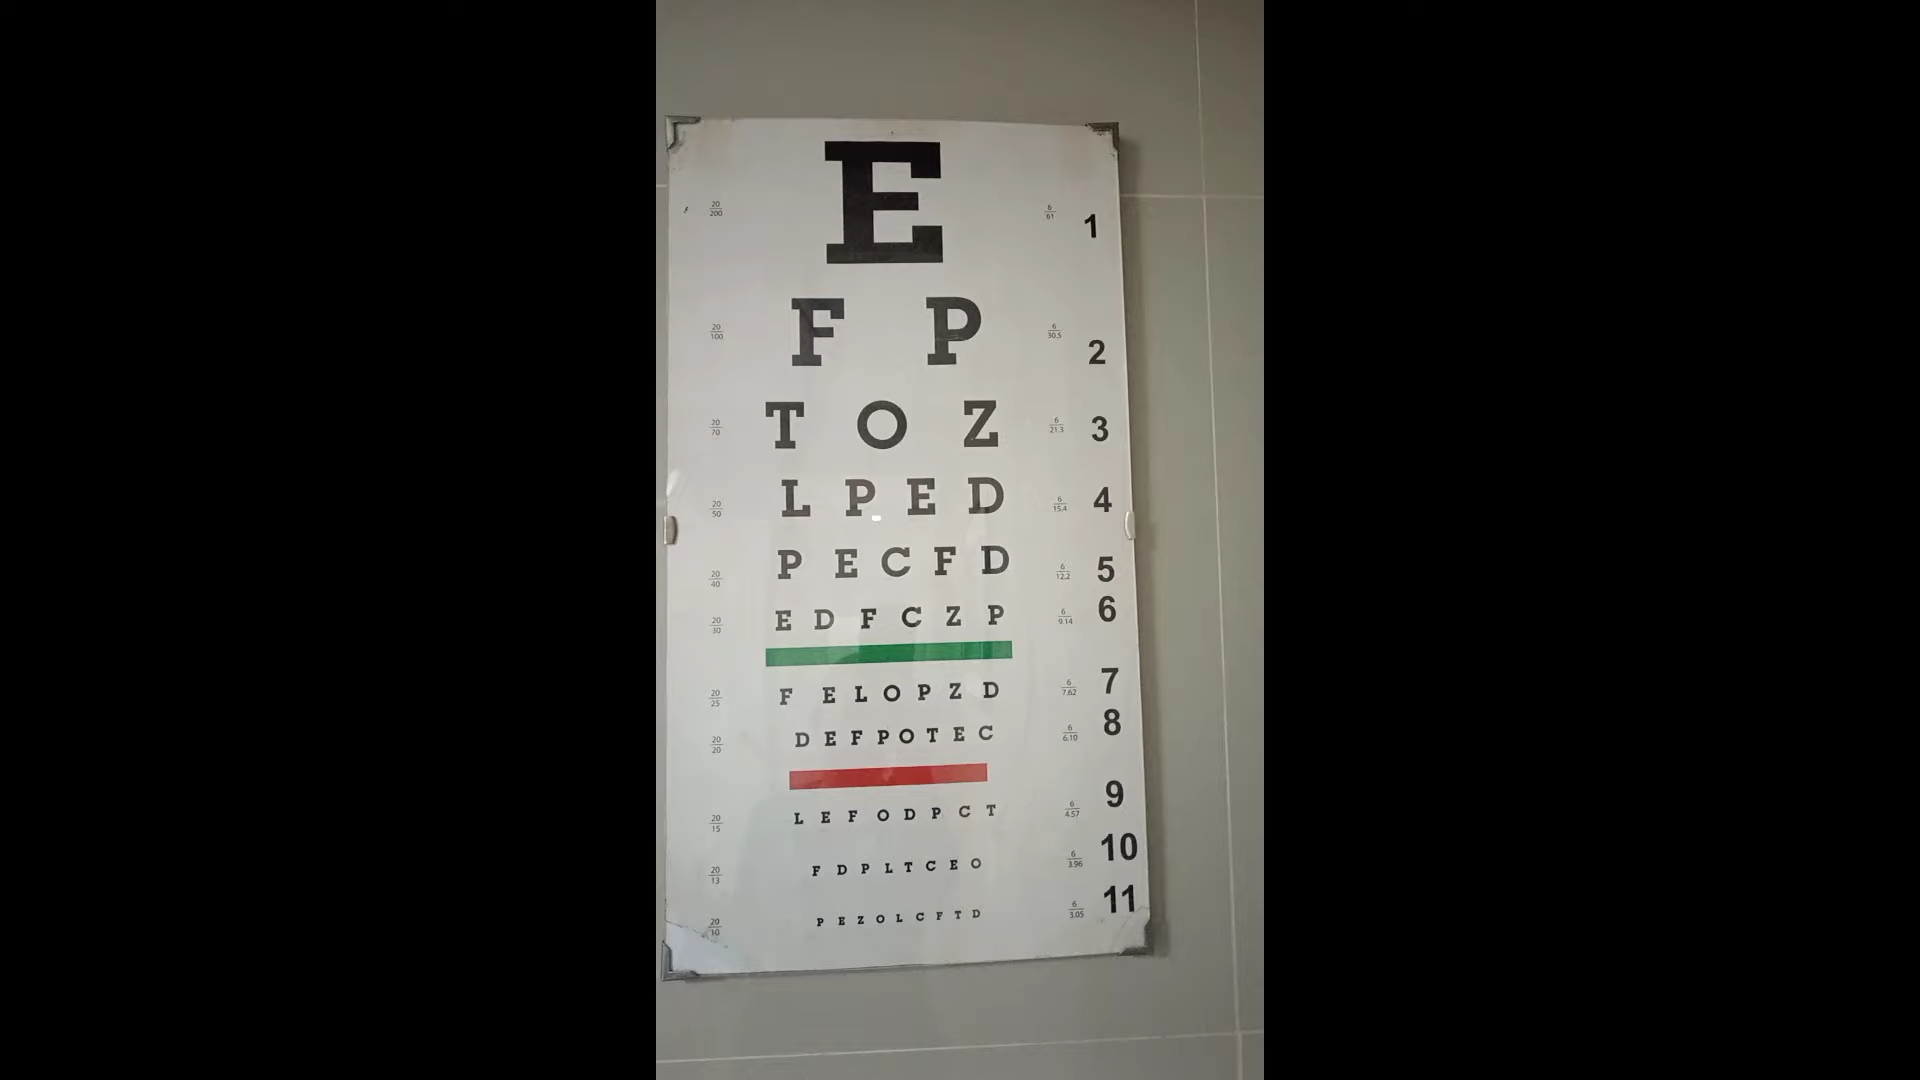 20/200 E 6/61 1
20/100 F P 6/30.5 2
20/70 T O Z 6/21.3 3
20/50 L P E D 6/15.4 4
20/40 P E C F D 6/12.2 5
20/30 E D F C Z P 6/9.14 6
20/25 F E L O P Z D 6/7.62 7
20/20 D E F P O T E C 6/6.10 8
20/15 L E F O D P C T 6/4.57 9
20/13 F D P L T C E O 6/3.96 10
20/10 P E Z O L C F T D 6/3.05 11